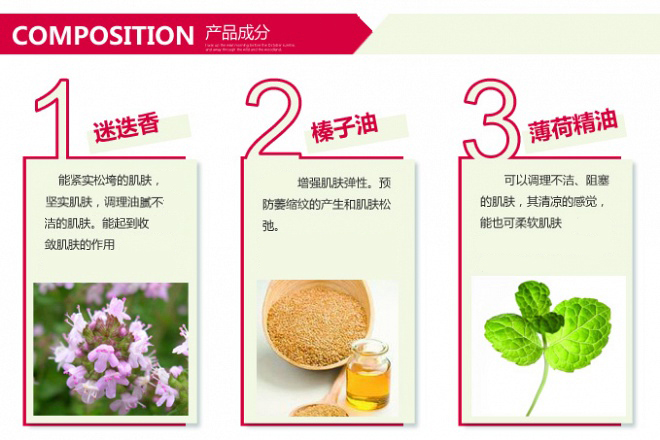 COMPOSITION 产品成分
1 迷迭香
能紧实松垮的肌肤，
坚实肌肤，调理油腻不
洁的肌肤。能起到收
敛肌肤的作用
2 榛子油
增强肌肤弹性。预
防萎缩纹的产生和肌肤松
弛。
3 薄荷精油
可以调理不洁、阻塞
的肌肤，其清凉的感觉，
能也可柔软肌肤